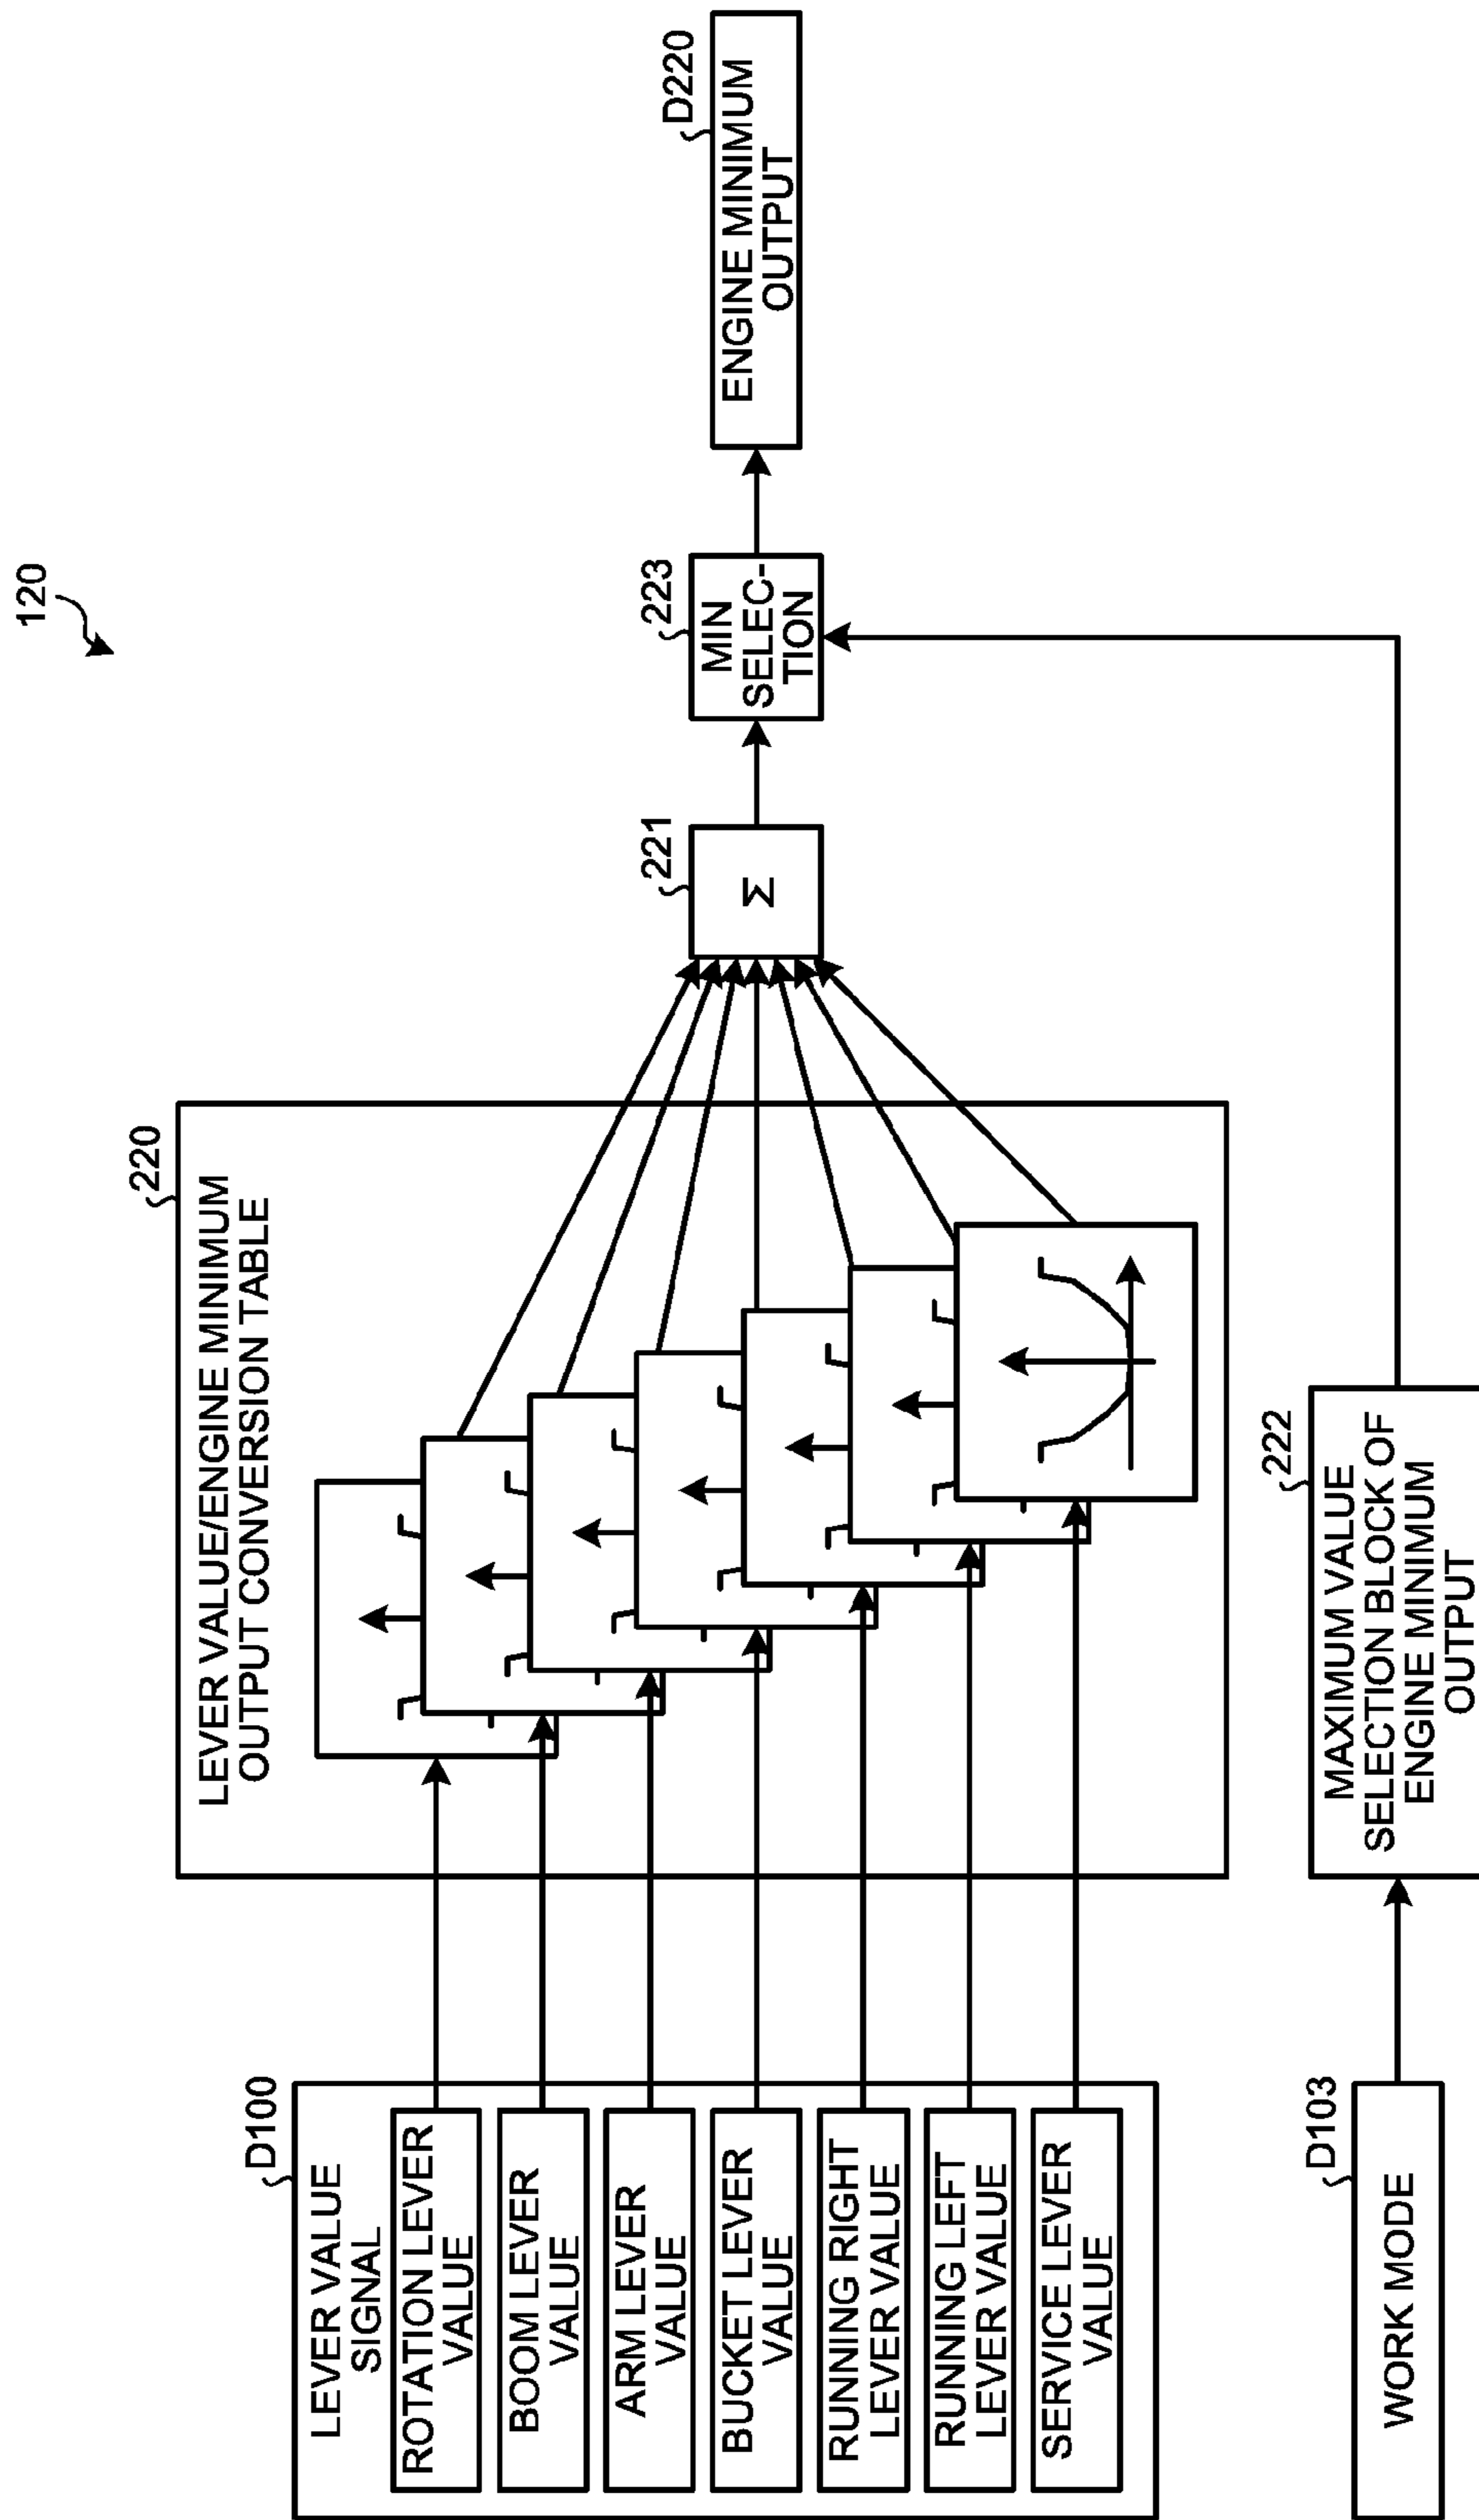 120
D100
LEVER VALUE
SIGNAL
ROTATION LEVER
VALUE
BOOM LEVER
VALUE
ARM LEVER
VALUE
BUCKET LEVER
VALUE
RUNNING RIGHT
LEVER VALUE
RUNNING LEFT
LEVER VALUE
SERVICE LEVER
VALUE
D103
WORK MODE
220
LEVER VALUE/ENGINE MINIMUM
OUTPUT CONVERSION TABLE
222
MAXIMUM VALUE
SELECTION BLOCK OF
ENGINE MINIMUM
OUTPUT
221
Σ
223
MIN
SELEC-
TION
D220
ENGINE MINIMUM
OUTPUT